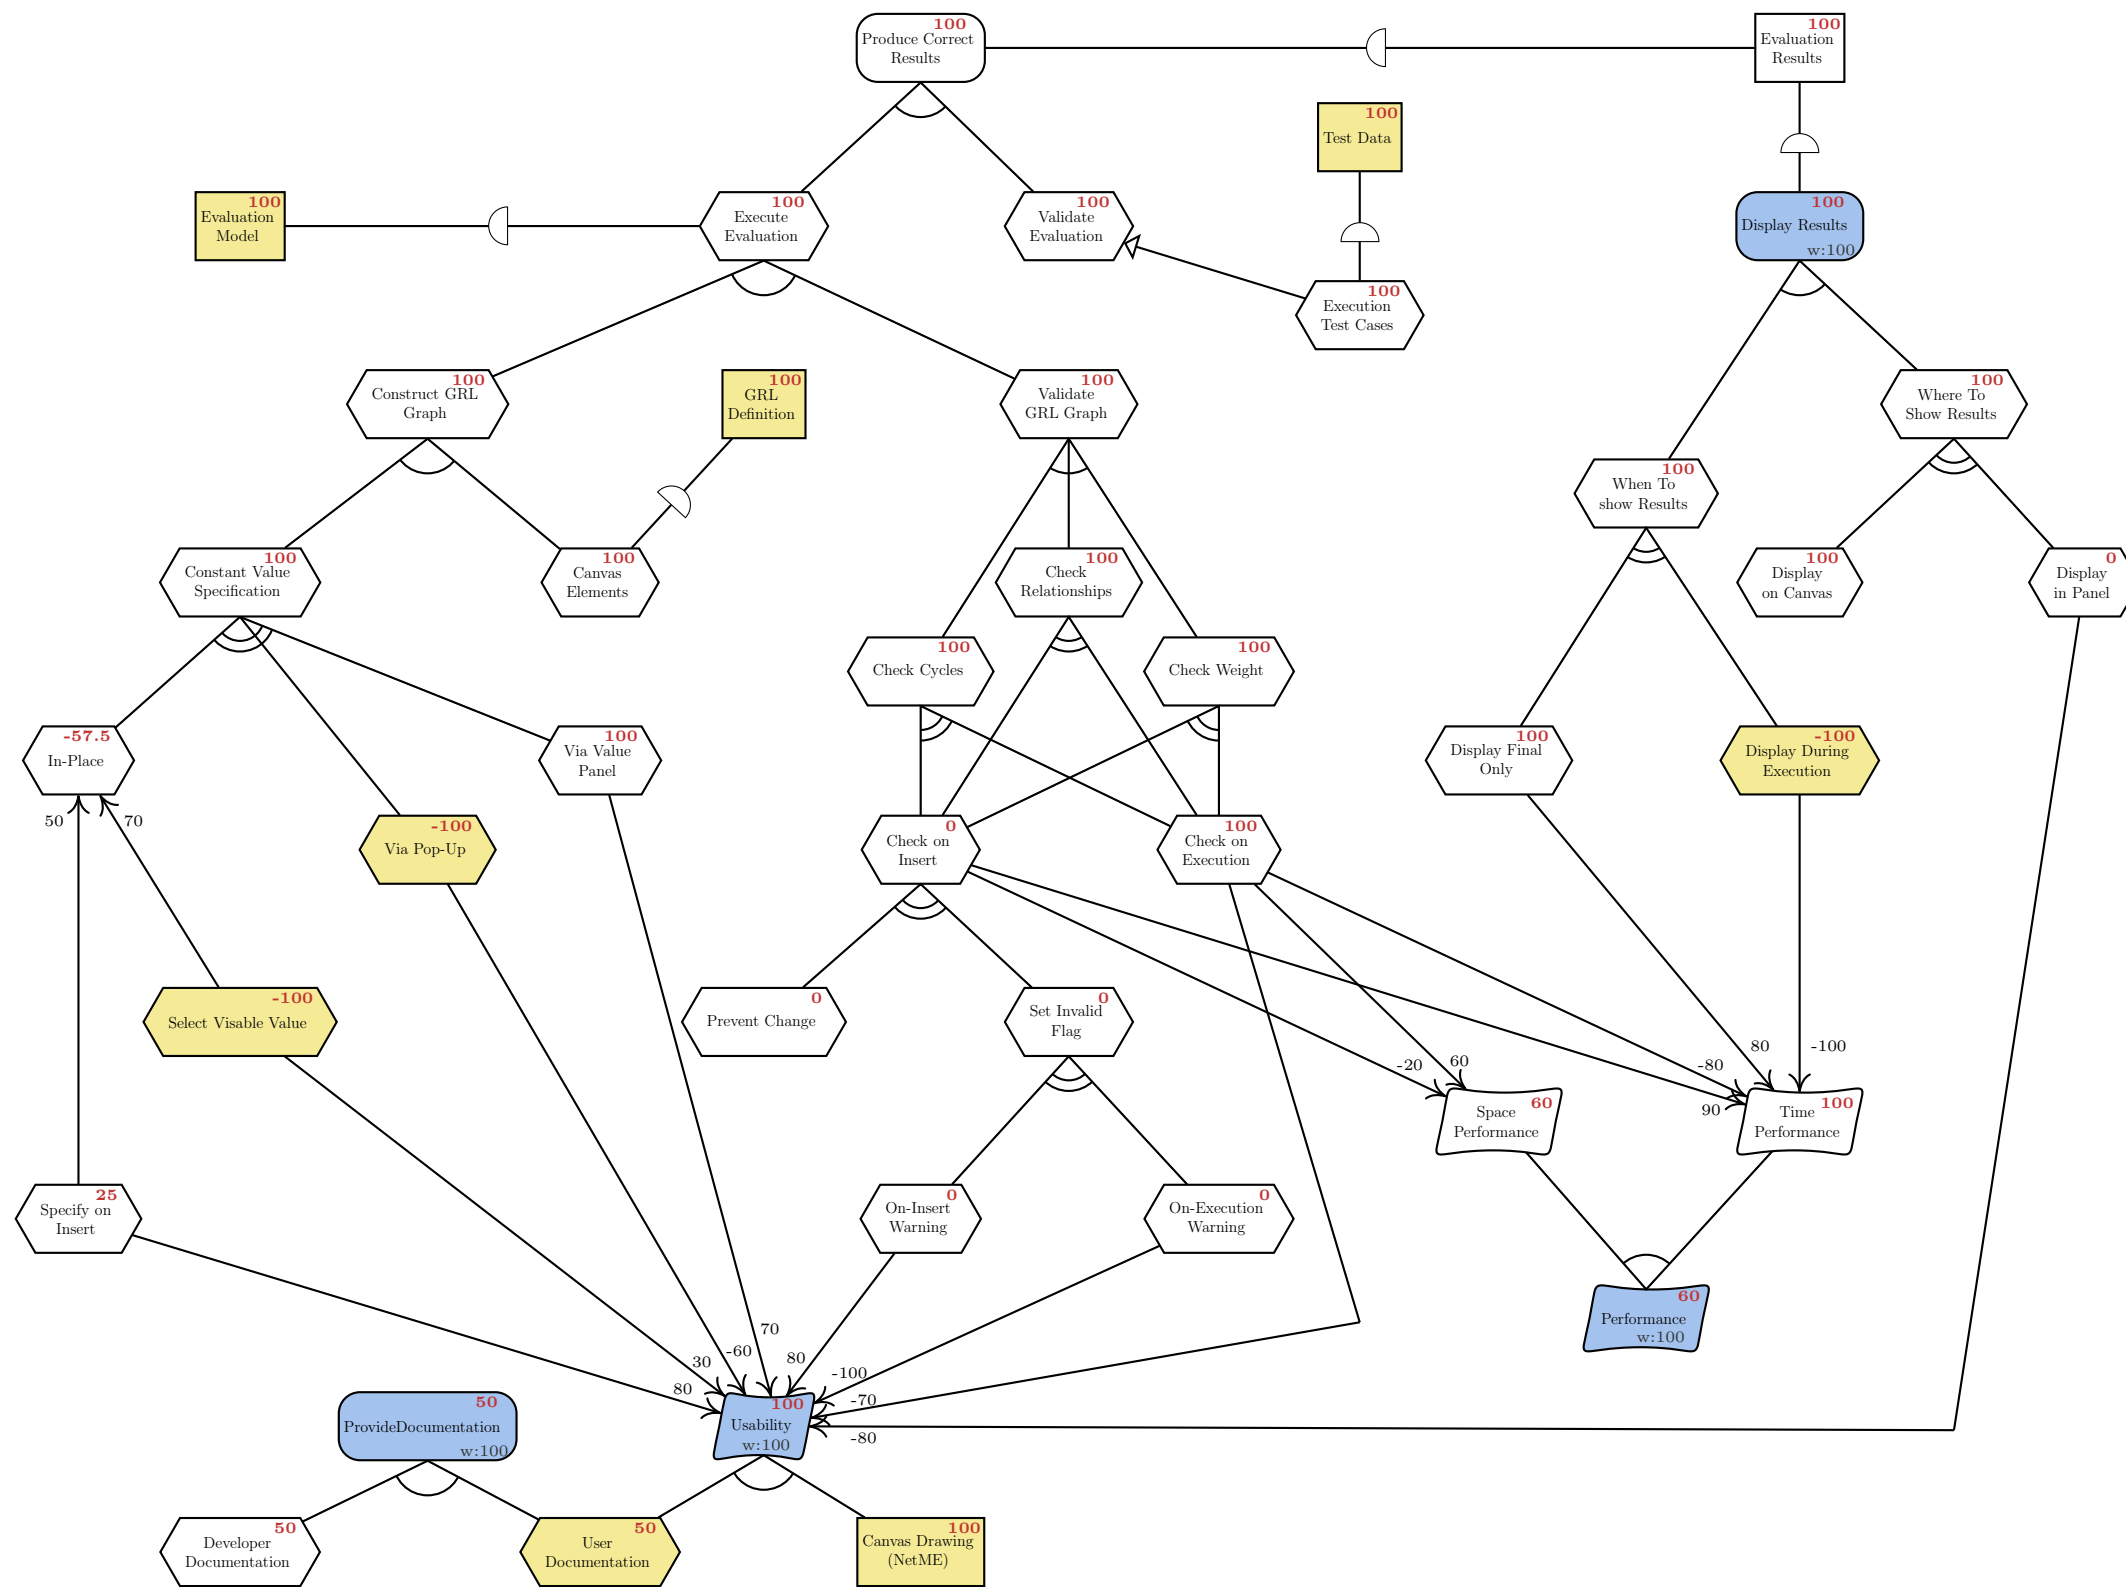 100
Produce Correct
Results
100
Evaluation
Results
100
Test Data
100
Evaluation
Model
100
Execute
Evaluation
100
Validate
Evaluation
100
Display Results
w:100
100
Execution
Test Cases
100
Construct GRL
Graph
100
GRL
Definition
100
Validate
GRL Graph
100
Where To
Show Results
100
When To
show Results
100
Constant Value
Specification
100
Canvas
Elements
100
Check
Relationships
100
Display
on Canvas
0
Display
in Panel
100
Check Cycles
100
Check Weight
-57.5
In-Place
100
Via Value
Panel
100
Display Final
Only
-100
Display During
Execution
50
70
-100
Via Pop-Up
0
Check on
Insert
100
Check on
Execution
-100
Select Visable Value
0
Prevent Change
0
Set Invalid
Flag
80
-100
-20
60
-80
90
60
Space
Performance
100
Time
Performance
25
Specify on
Insert
0
On-Insert
Warning
0
On-Execution
Warning
60
Performance
w:100
70
-60
80
30
-100
80
-70
-80
50
ProvideDocumentation
w:100
100
Usability
w:100
50
Developer
Documentation
50
User
Documentation
100
Canvas Drawing
(NetME)